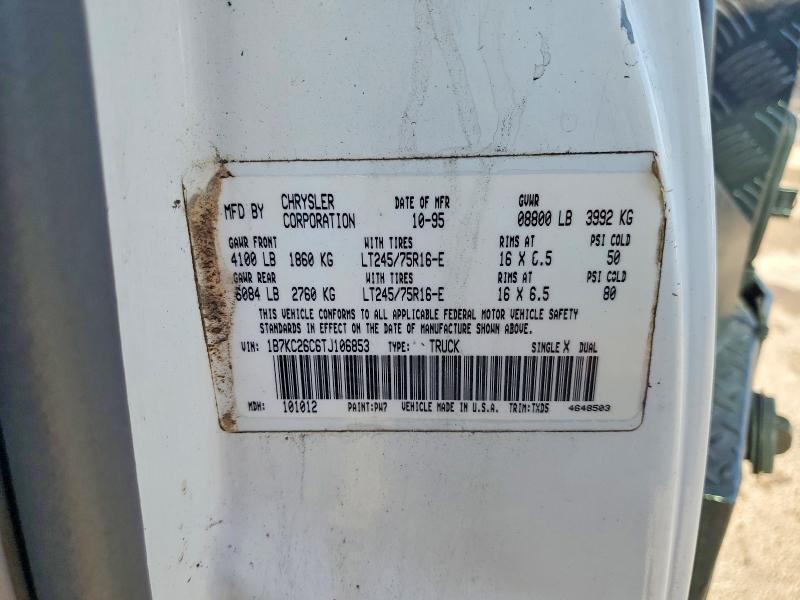 MFD BY CHRYSLER CORPORATION DATE OF MFR 10-95 GVWR 08800 LB 3992 KG
GAWR FRONT WITH TIRES RIMS AT PSI COLD
4100 LB 1860 KG LT245/75R16-E 16 X 6.5 50
GAWR REAR WITH TIRES RIMS AT PSI COLD
6084 LB 2760 KG LT245/75R16-E 16 X 6.5 80
THIS VEHICLE CONFORMS TO ALL APPLICABLE FEDERAL MOTOR VEHICLE SAFETY
STANDARDS IN EFFECT ON THE DATE OF MANUFACTURE SHOWN ABOVE.
VIN: 1B7KC26C6TJ106853 TYPE: TRUCK SINGLE X DUAL
MDH: 101012 PAINT:PW7 VEHICLE MADE IN U.S.A. TRIM:TXD5 4648503